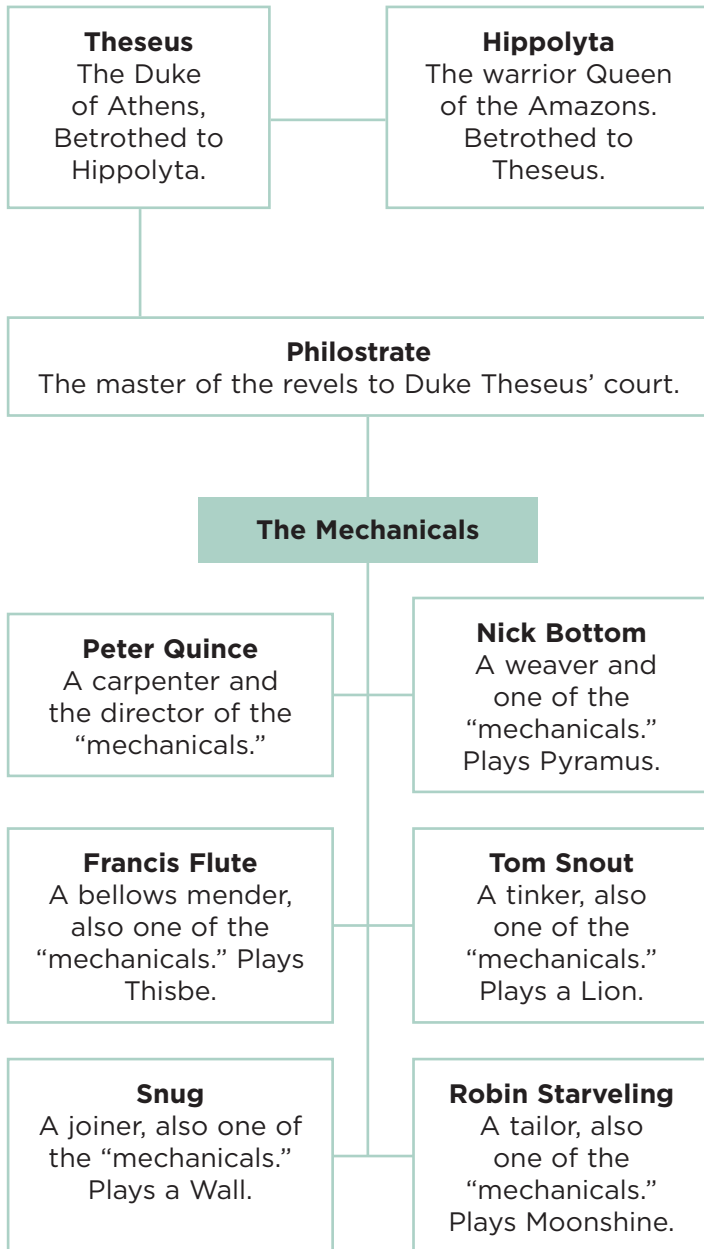 Theseus
The Duke
of Athens,
Betrothed to
Hippolyta.
Hippolyta
The warrior Queen
of the Amazons.
Betrothed to
Theseus.
Philostrate
The master of the revels to Duke Theseus’ court.
The Mechanicals
Peter Quince
A carpenter and
the director of the
“mechanicals.”
Nick Bottom
A weaver and
one of the
“mechanicals.”
Plays Pyramus.
Francis Flute
A bellows mender,
also one of the
“mechanicals.” Plays
Thisbe.
Tom Snout
A tinker, also
one of the
“mechanicals.”
Plays a Lion.
Snug
A joiner, also one of
the “mechanicals.”
Plays a Wall.
Robin Starveling
A tailor, also
one of the
“mechanicals.”
Plays Moonshine.